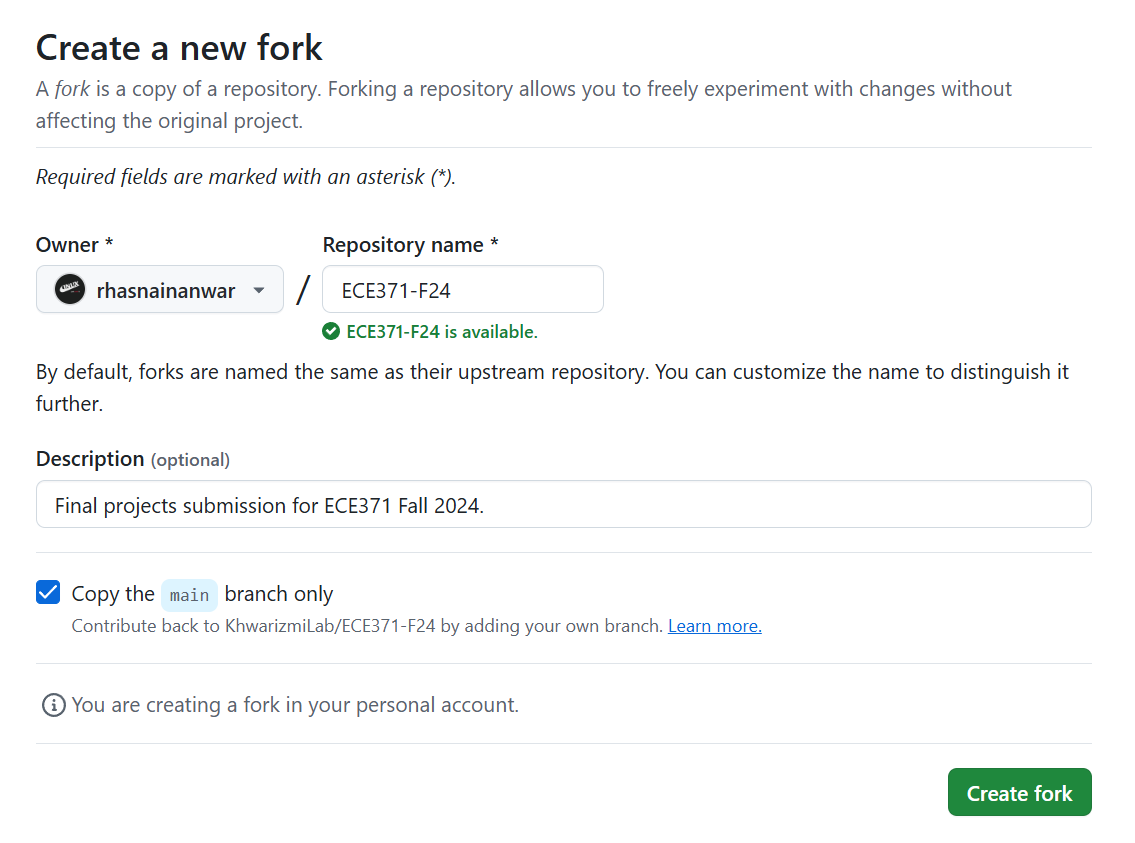 Create a new fork
A fork is a copy of a repository. Forking a repository allows you to freely experiment with changes without
affecting the original project.
Required fields are marked with an asterisk (*).
Owner * Repository name *
rhasnainanwar / ECE371-F24
ECE371-F24 is available.
By default, forks are named the same as their upstream repository. You can customize the name to distinguish it
further.
Description (optional)
Final projects submission for ECE371 Fall 2024.
Copy the main branch only
Contribute back to KhwarizmiLab/ECE371-F24 by adding your own branch. Learn more.
You are creating a fork in your personal account.
Create fork